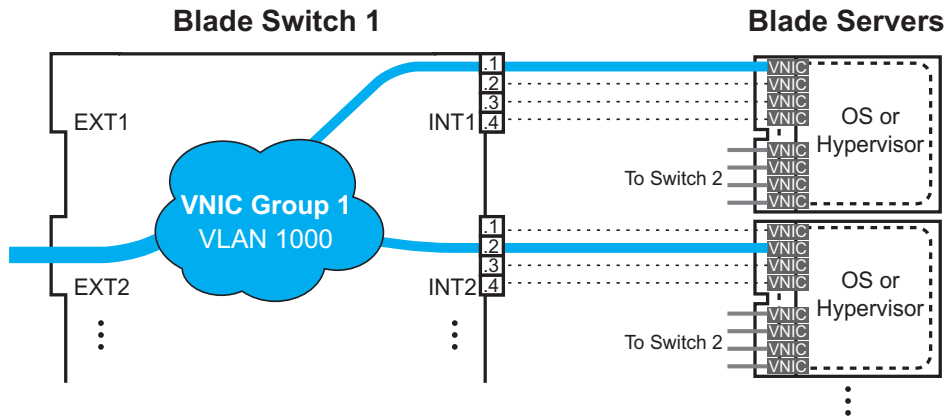 Blade Switch 1
Blade Servers
EXT1
INT1
.1
.2
.3
.4
VNIC
VNIC
VNIC
VNIC
OS or
Hypervisor
To Switch 2
VNIC
VNIC
VNIC
VNIC
VNIC Group 1
VLAN 1000
EXT2
INT2
.1
.2
.3
.4
VNIC
VNIC
VNIC
VNIC
OS or
Hypervisor
To Switch 2
VNIC
VNIC
VNIC
VNIC